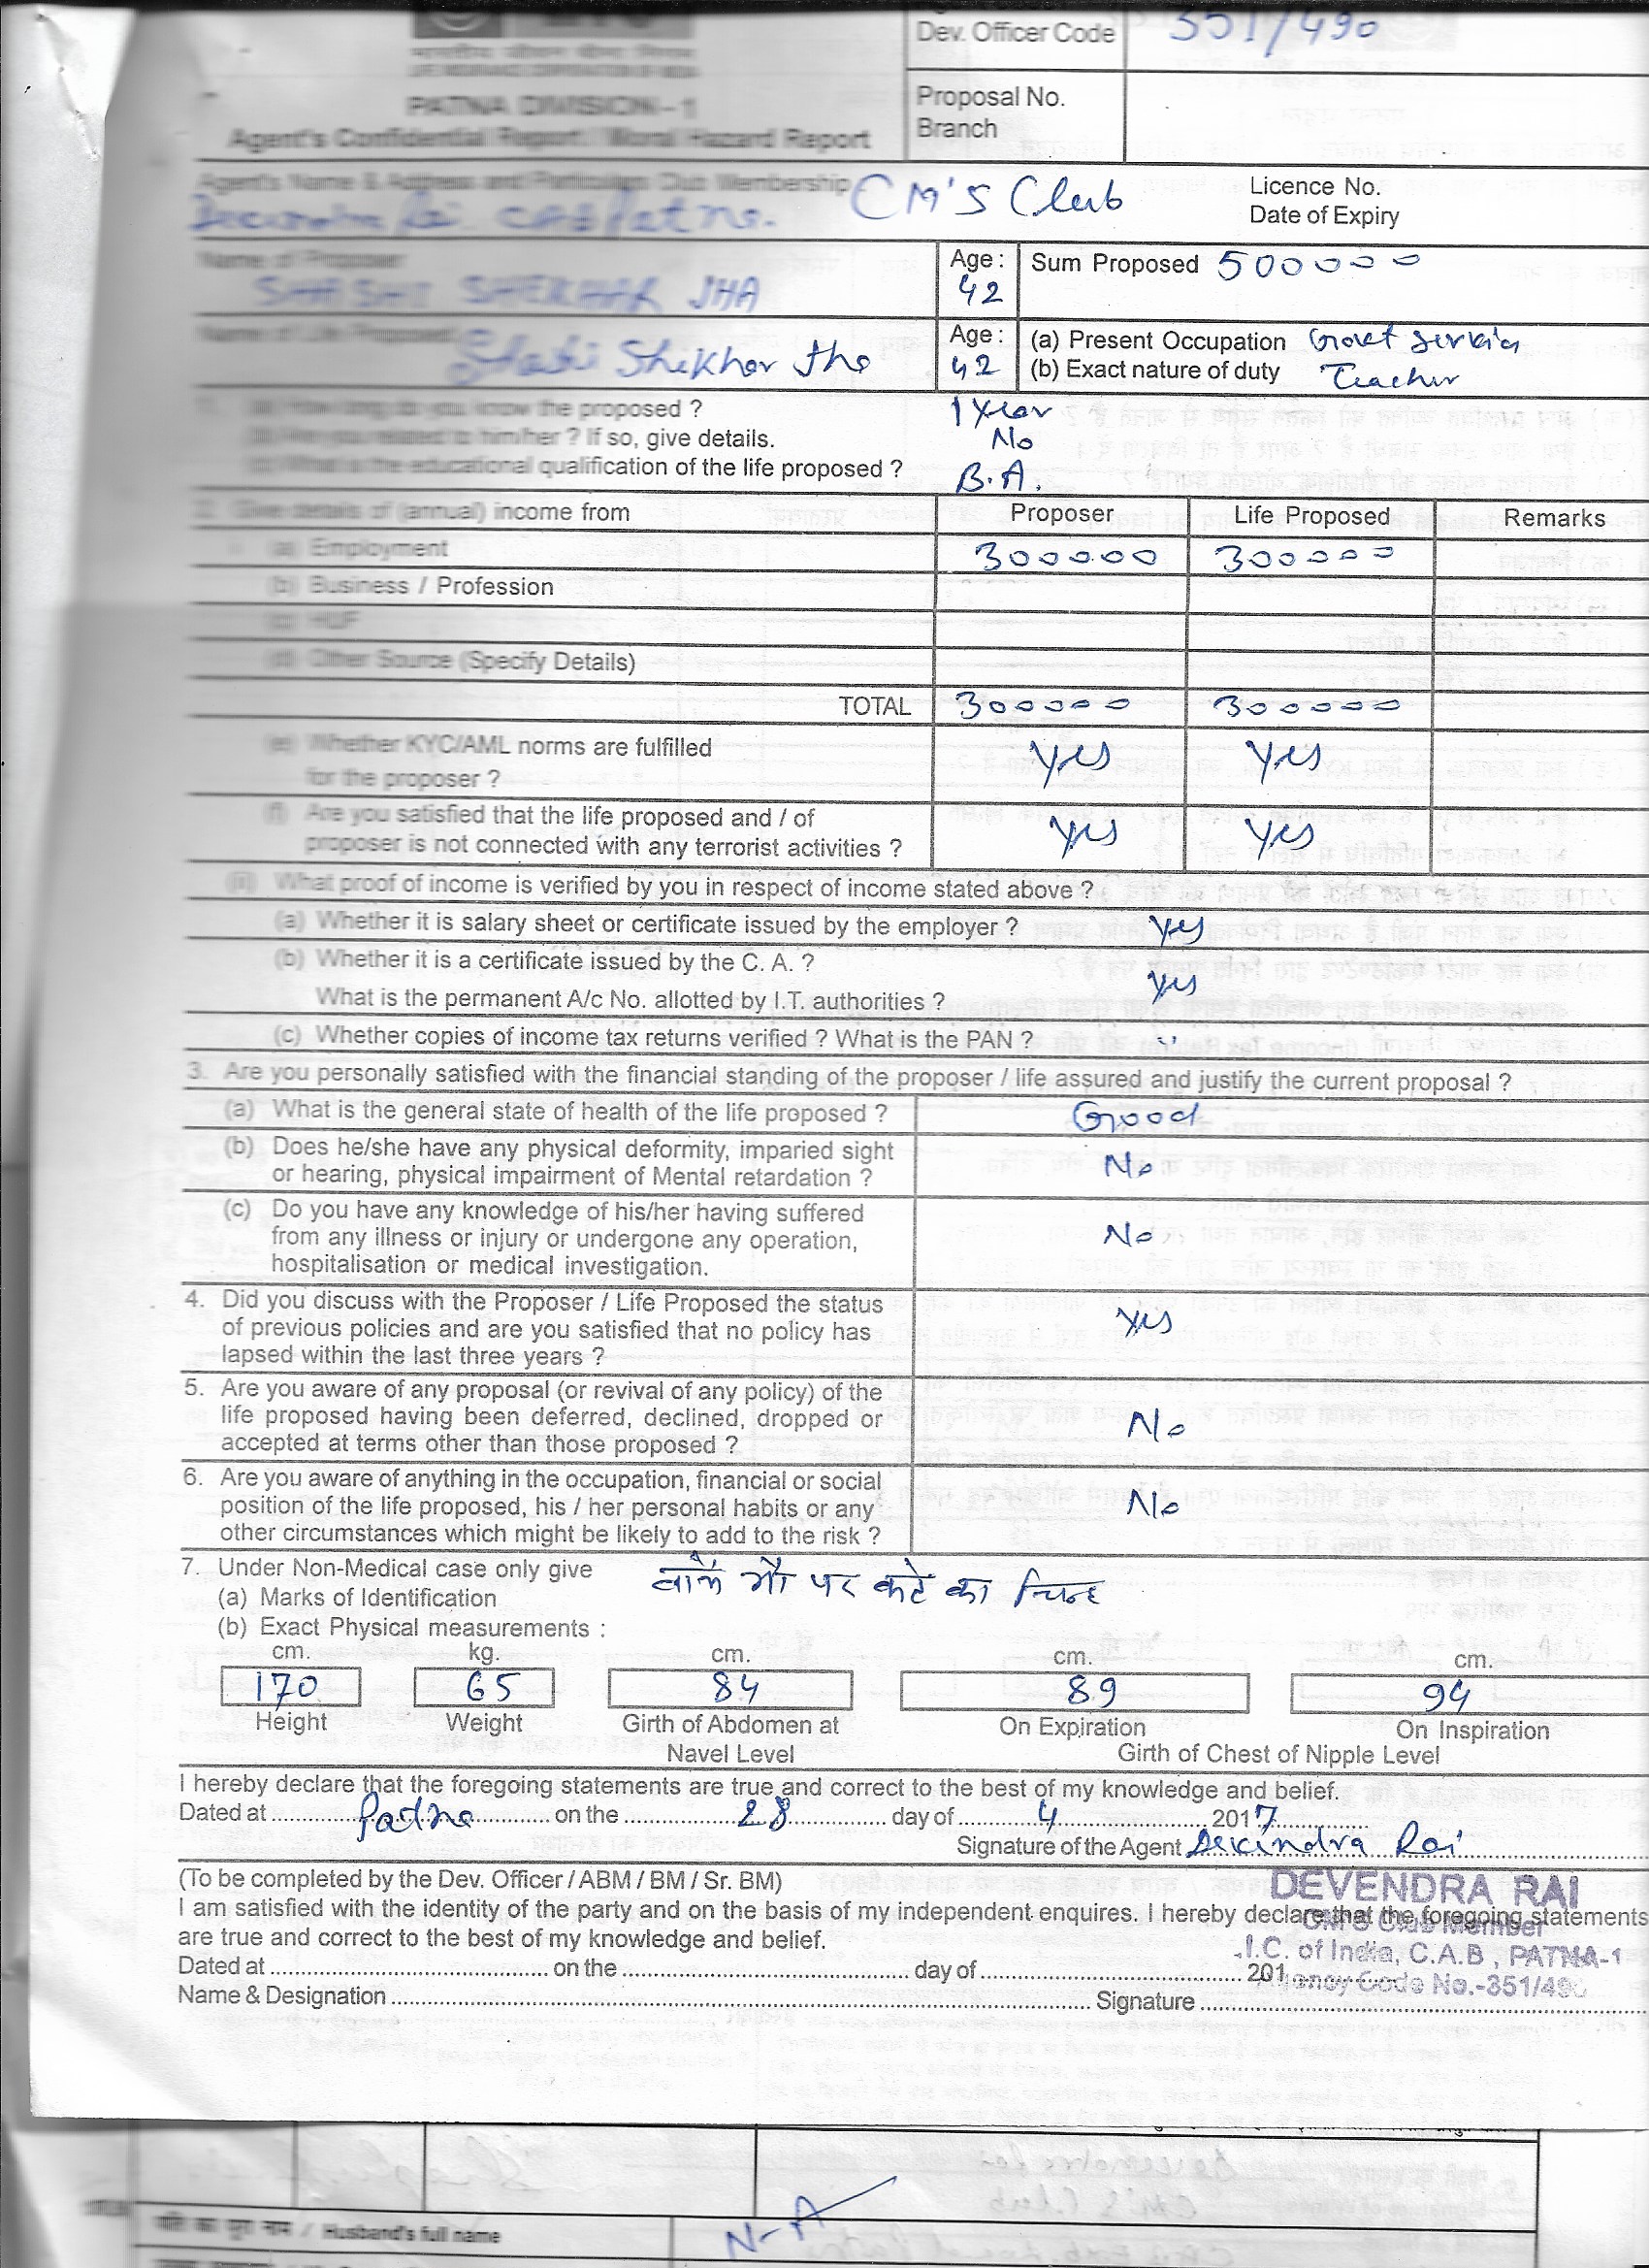 Dev. Officer Code 351/490
भारतीय जीवन बीमा निगम
LIFE INSURANCE CORPORATION OF INDIA
PATNA DIVISION-1
Proposal No.
Branch
Agent's Confidential Report / Moral Hazard Report
Agent's Name & Address and Particulars Club Membership CM'S Club
Licence No.
Date of Expiry
Name of Proposer
SHASHI SHEKHAR JHA
Age : 42
Sum Proposed 500000
Name of Life Proposed Shashi Shekhar Jha
Age : 42
(a) Present Occupation Govt Service
(b) Exact nature of duty Teacher
1. (a) How long do you know the proposed ? 1 Year
(b) Are you related to him/her ? If so, give details. No
(c) What is the educational qualification of the life proposed ? B.A.
2. Give details of (annual) income from Proposer Life Proposed Remarks
(a) Employment 300000 300000
(b) Business / Profession
(c) HUF
(d) Other Source (Specify Details)
TOTAL 300000 300000
(e) Whether KYC/AML norms are fulfilled
for the proposer ? Yes Yes
(f) Are you satisfied that the life proposed and / of
proposer is not connected with any terrorist activities ? Yes Yes
(ii) What proof of income is verified by you in respect of income stated above ?
(a) Whether it is salary sheet or certificate issued by the employer ? Yes
(b) Whether it is a certificate issued by the C. A. ?
What is the permanent A/c No. allotted by I.T. authorities ? Yes
(c) Whether copies of income tax returns verified ? What is the PAN ? "
3. Are you personally satisfied with the financial standing of the proposer / life assured and justify the current proposal ?
(a) What is the general state of health of the life proposed ? Good
(b) Does he/she have any physical deformity, imparied sight
or hearing, physical impairment of Mental retardation ? No
(c) Do you have any knowledge of his/her having suffered
from any illness or injury or undergone any operation, No
hospitalisation or medical investigation.
4. Did you discuss with the Proposer / Life Proposed the status
of previous policies and are you satisfied that no policy has Yes
lapsed within the last three years ?
5. Are you aware of any proposal (or revival of any policy) of the
life proposed having been deferred, declined, dropped or No
accepted at terms other than those proposed ?
6. Are you aware of anything in the occupation, financial or social
position of the life proposed, his / her personal habits or any No
other circumstances which might be likely to add to the risk ?
7. Under Non-Medical case only give
पर कटे का चिन्ह
(a) Marks of Identification
(b) Exact Physical measurements :
cm. kg. cm. cm. cm.
170 65 84 89 94
Height Weight Girth of Abdomen at On Expiration On Inspiration
Navel Level Girth of Chest of Nipple Level
I hereby declare that the foregoing statements are true and correct to the best of my knowledge and belief.
Dated at Patna on the 28 day of 4 2017
Signature of the Agent Devendra Rai
(To be completed by the Dev. Officer / ABM / BM / Sr. BM)
DEVENDRA RAI
I am satisfied with the identity of the party and on the basis of my independent enquires. I hereby declare that the foregoing statements
CM'S Club Member
are true and correct to the best of my knowledge and belief.
.I.C. of India, C.A.B , PATNA-1
Dated at on the day of 201
ency Code No.-351/490
Name & Designation Signature
पति का पूरा नाम / Husband's full name N-A